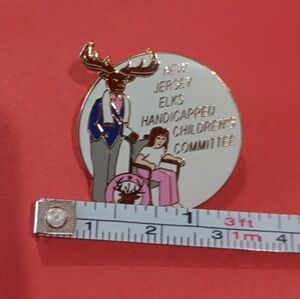 NEW
JERSEY
ELKS
HANDICAPPED
CHILDREN'S
COMMITTEE
1 2 3ft 3 1m 4